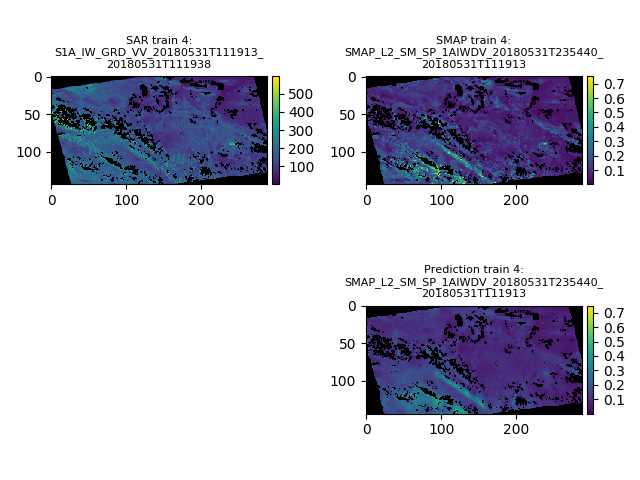 SAR train 4:
S1A_IW_GRD_VV_20180531T111913_
20180531T111938
0
50
100
0 100 200
500
400
300
200
100
SMAP train 4:
SMAP_L2_SM_SP_1AIWDV_20180531T235440_
20180531T111913
0
50
100
0 100 200
0.7
0.6
0.5
0.4
0.3
0.2
0.1
Prediction train 4:
SMAP_L2_SM_SP_1AIWDV_20180531T235440_
20180531T111913
0
50
100
0 100 200
0.7
0.6
0.5
0.4
0.3
0.2
0.1